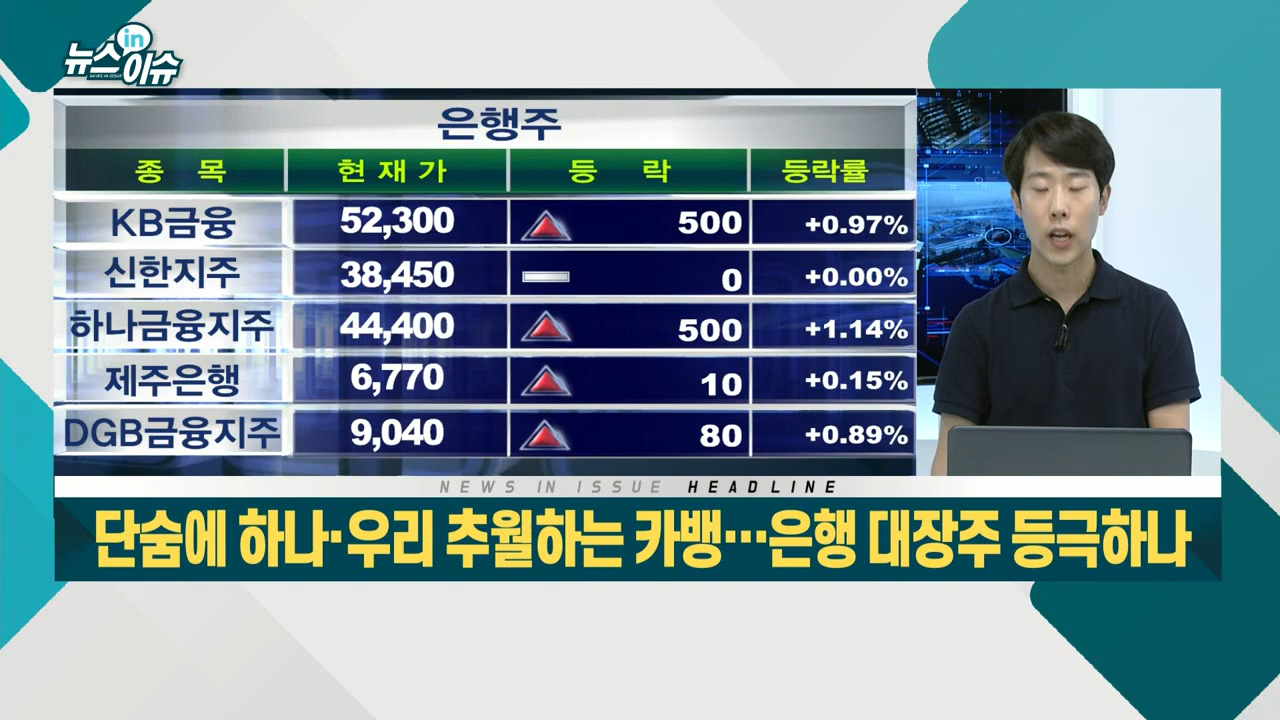 뉴스in이슈
NEWS IN ISSUE
은행주
종 목 현 재 가 등 락 등락률
KB금융 52,300 ▲ 500 +0.97%
신한지주 38,450 0 +0.00%
하나금융지주 44,400 ▲ 500 +1.14%
제주은행 6,770 ▲ 10 +0.15%
DGB금융지주 9,040 ▲ 80 +0.89%
NEWS IN ISSUE HEADLINE
단숨에 하나·우리 추월하는 카뱅…은행 대장주 등극하나